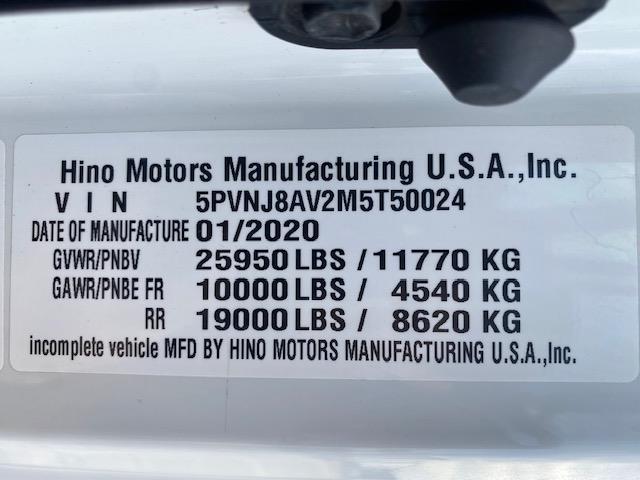 Hino Motors Manufacturing U.S.A.,Inc.
VIN 5PVNJ8AV2M5T50024
DATE OF MANUFACTURE 01/2020
GVWR/PNBV 25950 LBS / 11770 KG
GAWR/PNBE FR 10000 LBS / 4540 KG
RR 19000 LBS / 8620 KG
incomplete vehicle MFD BY HINO MOTORS MANUFACTURING U.S.A.,Inc.